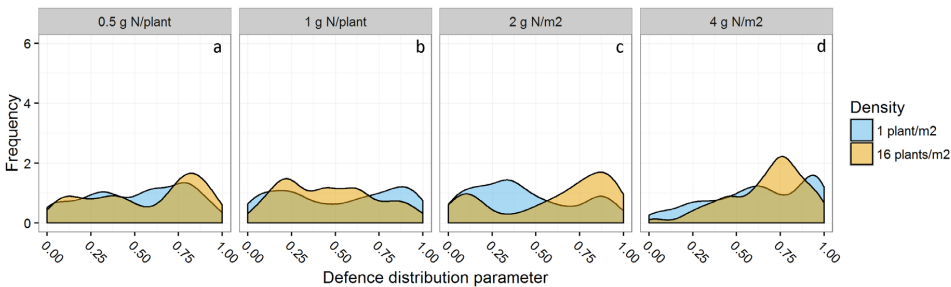 0.5 g N/plant
1 g N/plant
2 g N/m2
4 g N/m2
a
b
c
d
Frequency
6
4
2
0
0.00
0.25
0.50
0.75
1.00
0.00
0.25
0.50
0.75
1.00
0.00
0.25
0.50
0.75
1.00
0.00
0.25
0.50
0.75
1.00
Defence distribution parameter
Density
1 plant/m2
16 plants/m2